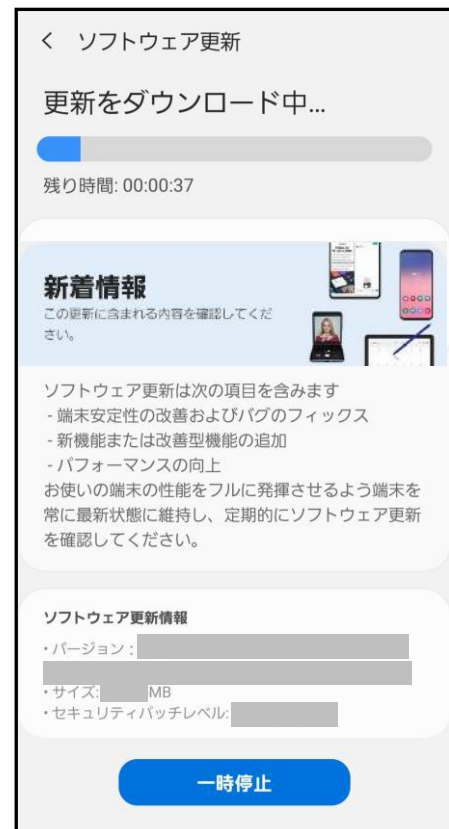 ソフトウェア更新
更新をダウンロード中...
残り時間: 00:00:37
新着情報
この更新に含まれる内容を確認してくだ
さい。
ソフトウェア更新は次の項目を含みます
- 端末安定性の改善およびバグのフィックス
- 新機能または改善型機能の追加
- パフォーマンスの向上
お使いの端末の性能をフルに発揮させるよう端末を
常に最新状態に維持し、定期的にソフトウェア更新
を確認してください。
ソフトウェア更新情報
・バージョン :
・サイズ: MB
・セキュリティパッチレベル:
一時停止